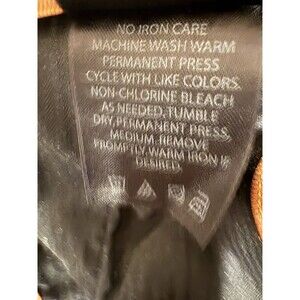 NO IRON CARE
MACHINE WASH WARM
PERMANENT PRESS
CYCLE WITH LIKE COLORS.
NON-CHLORINE BLEACH
AS NEEDED, TUMBLE
DRY, PERMANENT PRESS,
MEDIUM. REMOVE
PROMPTLY, WARM IRON IF
DESIRED.